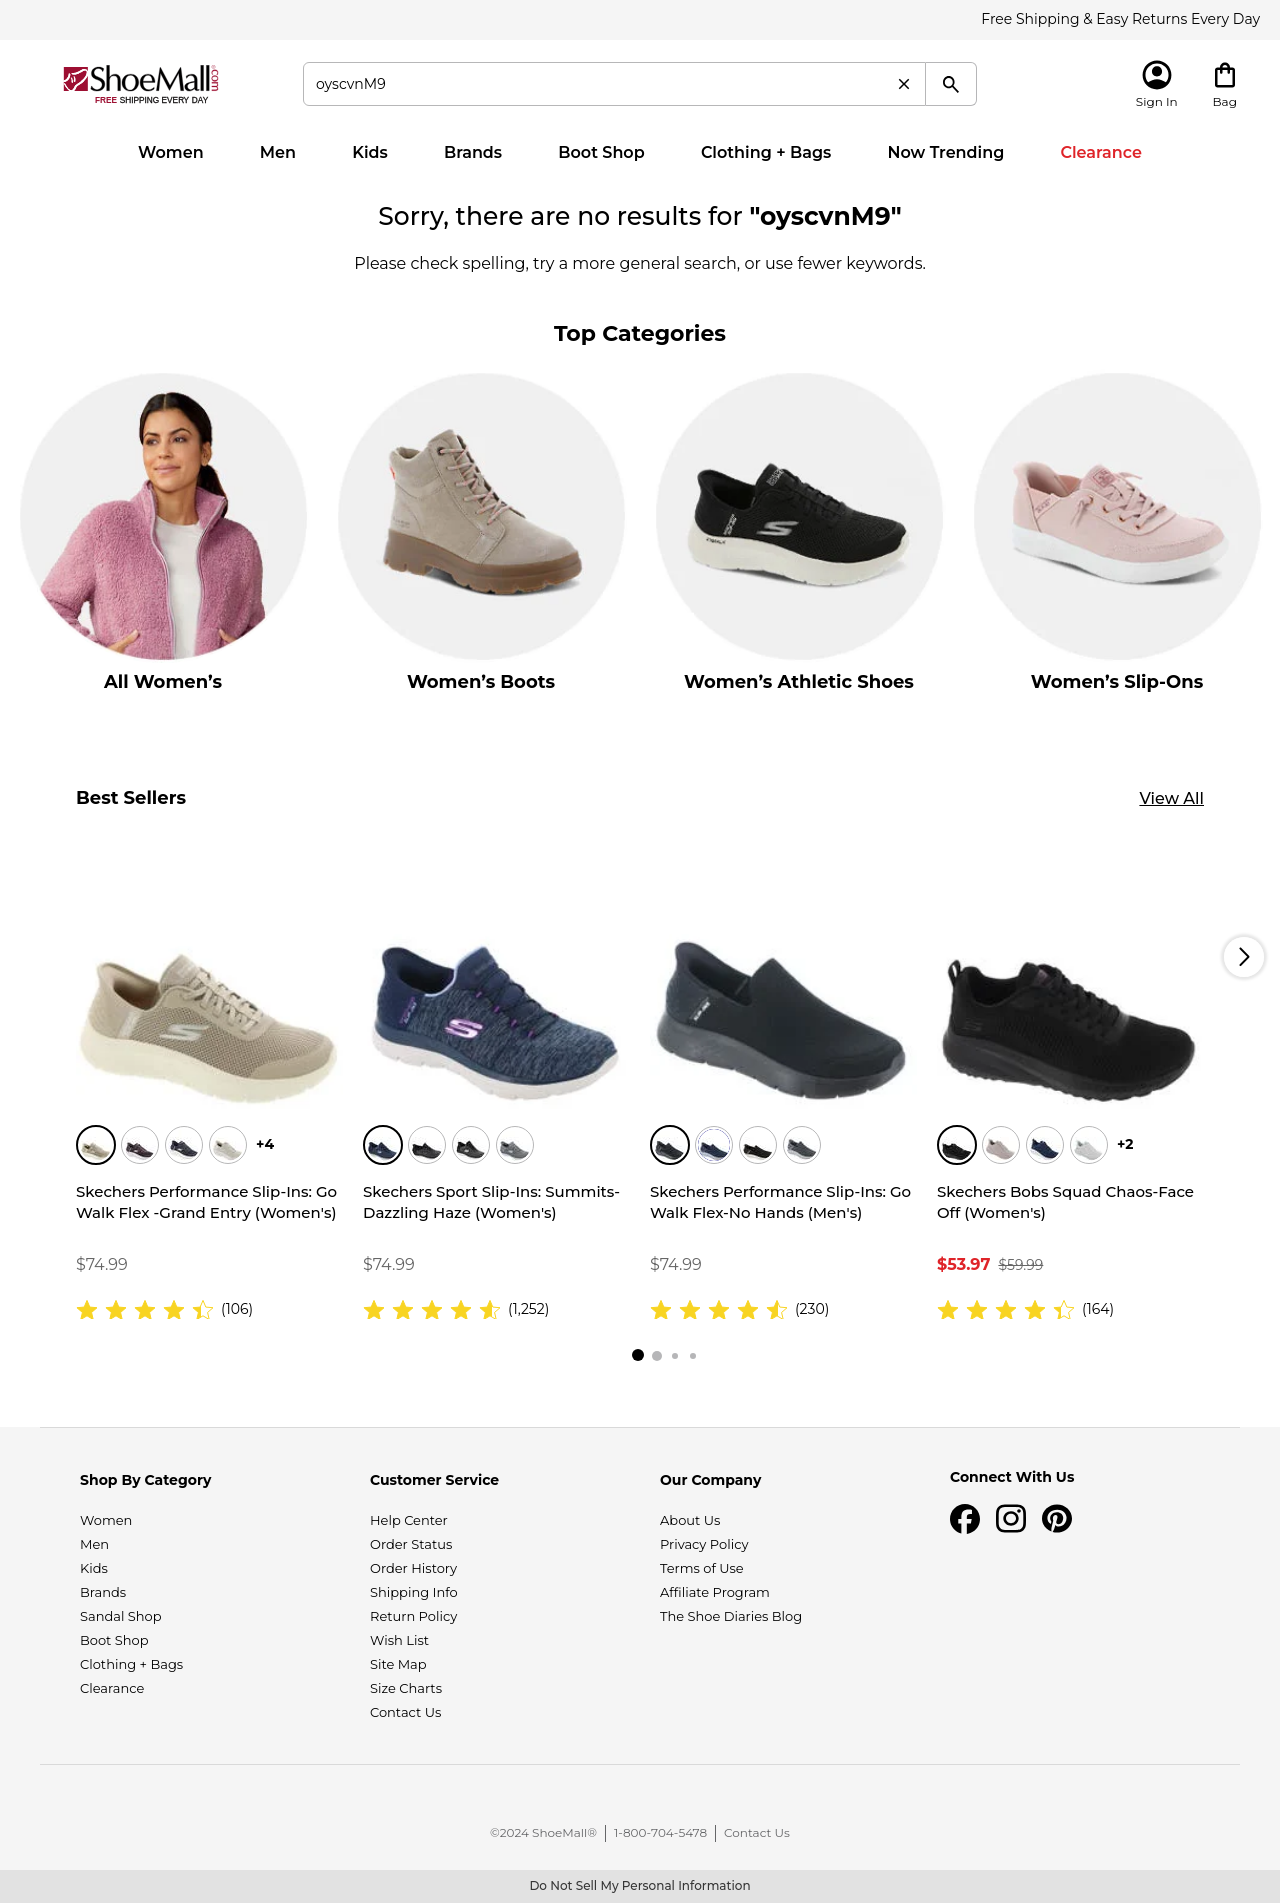 Free Shipping & Easy Returns Every Day
ShoeMall.com
FREE SHIPPING EVERY DAY
oyscvnM9
Sign In
Bag
Women
Men
Kids
Brands
Boot Shop
Clothing + Bags
Now Trending
Clearance
Sorry, there are no results for "oyscvnM9"
Please check spelling, try a more general search, or use fewer keywords.
Top Categories
All Women’s
Women’s Boots
Women’s Athletic Shoes
Women’s Slip-Ons
Best Sellers
View All
+4
Skechers Performance Slip-Ins: Go
Walk Flex -Grand Entry (Women's)
$74.99
(106)
Skechers Sport Slip-Ins: Summits-
Dazzling Haze (Women's)
$74.99
(1,252)
Skechers Performance Slip-Ins: Go
Walk Flex-No Hands (Men's)
$74.99
(230)
+2
Skechers Bobs Squad Chaos-Face
Off (Women's)
$53.97 $59.99
(164)
Shop By Category
Women
Men
Kids
Brands
Sandal Shop
Boot Shop
Clothing + Bags
Clearance
Customer Service
Help Center
Order Status
Order History
Shipping Info
Return Policy
Wish List
Site Map
Size Charts
Contact Us
Our Company
About Us
Privacy Policy
Terms of Use
Affiliate Program
The Shoe Diaries Blog
Connect With Us
©2024 ShoeMall® | 1-800-704-5478 | Contact Us
Do Not Sell My Personal Information